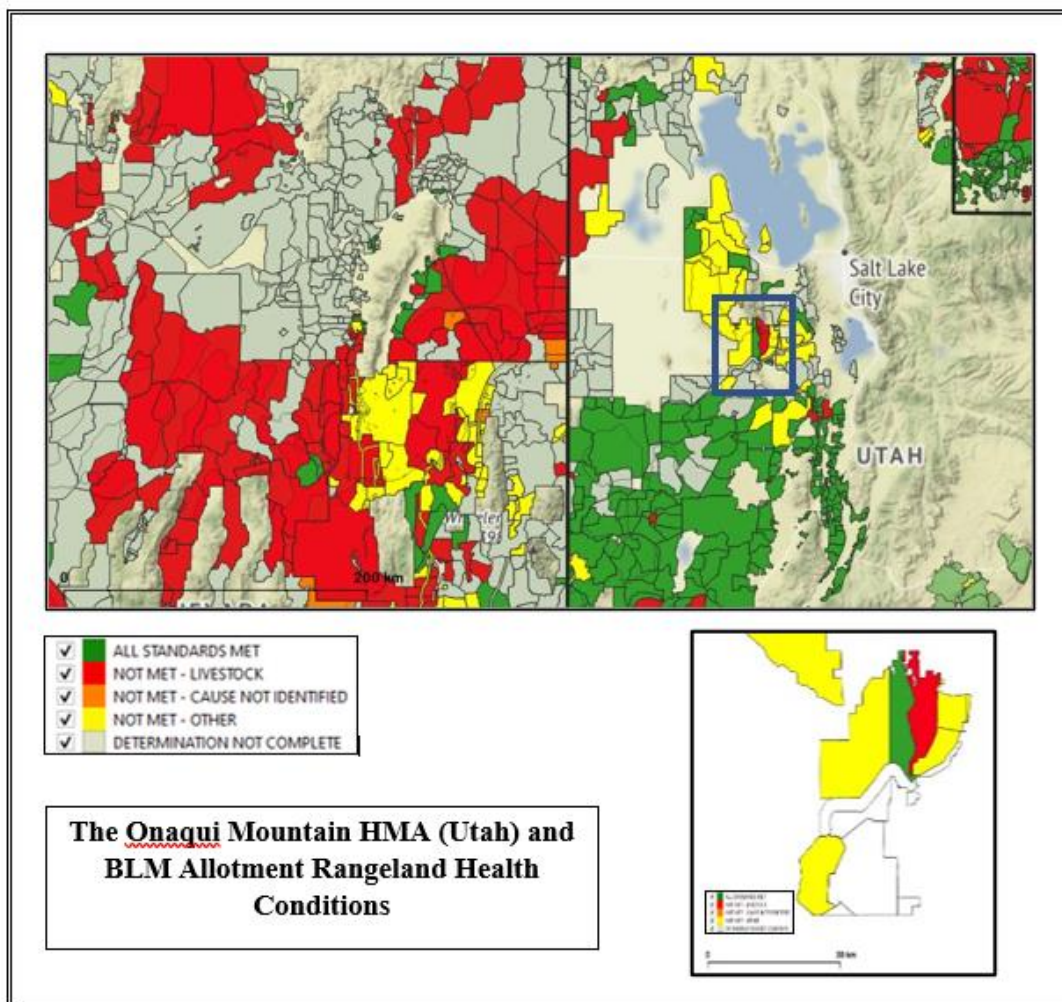 Salt Lake
City
UTAH
0
200 km
ALL STANDARDS MET
NOT MET - LIVESTOCK
NOT MET - CAUSE NOT IDENTIFIED
NOT MET - OTHER
DETERMINATION NOT COMPLETE
The Onaqui Mountain HMA (Utah) and
BLM Allotment Rangeland Health
Conditions
0